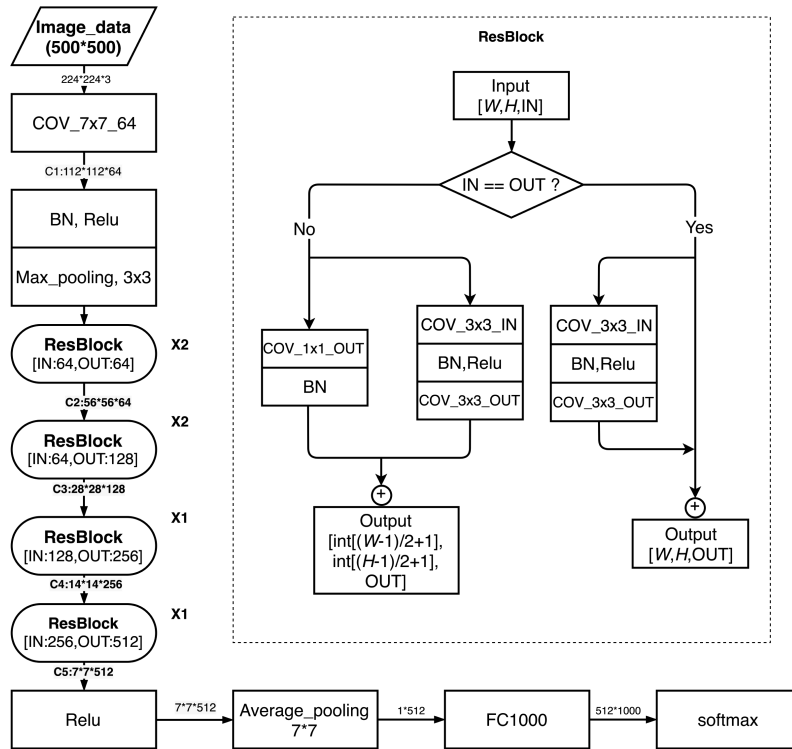 Image_data
(500*500)
224*224*3
COV_7x7_64
C1:112*112*64
BN, Relu
Max_pooling, 3x3
ResBlock
[IN:64,OUT:64]
X2
C2:56*56*64
ResBlock
[IN:64,OUT:128]
X2
C3:28*28*128
ResBlock
[IN:128,OUT:256]
X1
C4:14*14*256
ResBlock
[IN:256,OUT:512]
X1
C5:7*7*512
Relu
7*7*512
Average_pooling
7*7
1*512
FC1000
512*1000
softmax
ResBlock
Input
[W,H,IN]
IN == OUT ?
No
Yes
COV_1x1_OUT
BN
COV_3x3_IN
BN,Relu
COV_3x3_OUT
COV_3x3_IN
BN,Relu
COV_3x3_OUT
+
Output
[int[(W-1)/2+1],
int[(H-1)/2+1],
OUT]
+
Output
[W,H,OUT]